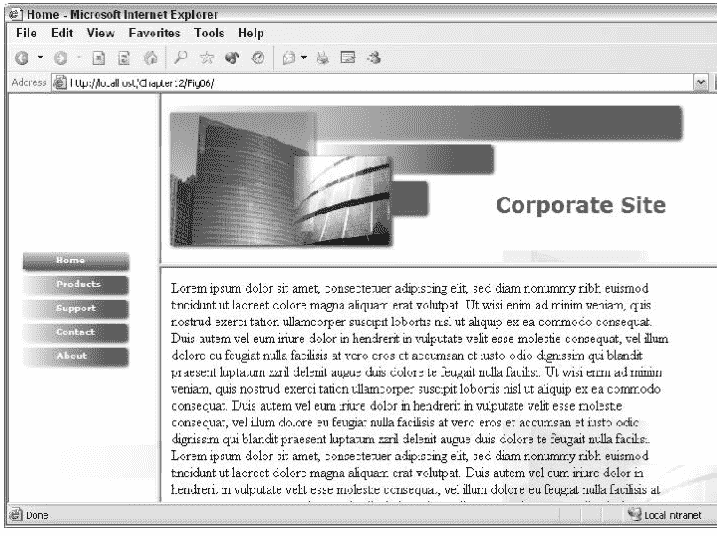 Home - Microsoft Internet Explorer
File Edit View Favorites Tools Help
Address http://localhost/Chapter12/Fig06/
Corporate Site
Home
Products
Support
Contact
About
Lorem ipsum dolor sit amet, consectetuer adipiscing elit, sed diam nonummy nibh euismod
tincidunt ut laoreet dolore magna aliquam erat volutpat. Ut wisi enim ad minim veniam, quis
nostrud exerci tation ullamcorper suscipit lobortis nisl ut aliquip ex ea commodo consequat.
Duis autem vel eum iriure dolor in hendrerit in vulputate velit esse molestie consequat, vel illum
dolore eu feugiat nulla facilisis at vero eros et accumsan et iusto odio dignissim qui blandit
praesent luptatum zzril delenit augue duis dolore te feugait nulla facilisi. Ut wisi enim ad minim
veniam, quis nostrud exerci tation ullamcorper suscipit lobortis nisl ut aliquip ex ea commodo
consequat. Duis autem vel eum iriure dolor in hendrerit in vulputate velit esse molestie
consequat, vel illum dolore eu feugiat nulla facilisis at vero eros et accumsan et iusto odio
dignissim qui blandit praesent luptatum zzril delenit augue duis dolore te feugait nulla facilisi.
Lorem ipsum dolor sit amet, consectetuer adipiscing elit, sed diam nonummy nibh euismod
tincidunt ut laoreet dolore magna aliquam erat volutpat. Duis autem vel eum iriure dolor in
hendrerit in vulputate velit esse molestie consequat, vel illum dolore eu feugiat nulla facilisis at
Done
Local intranet